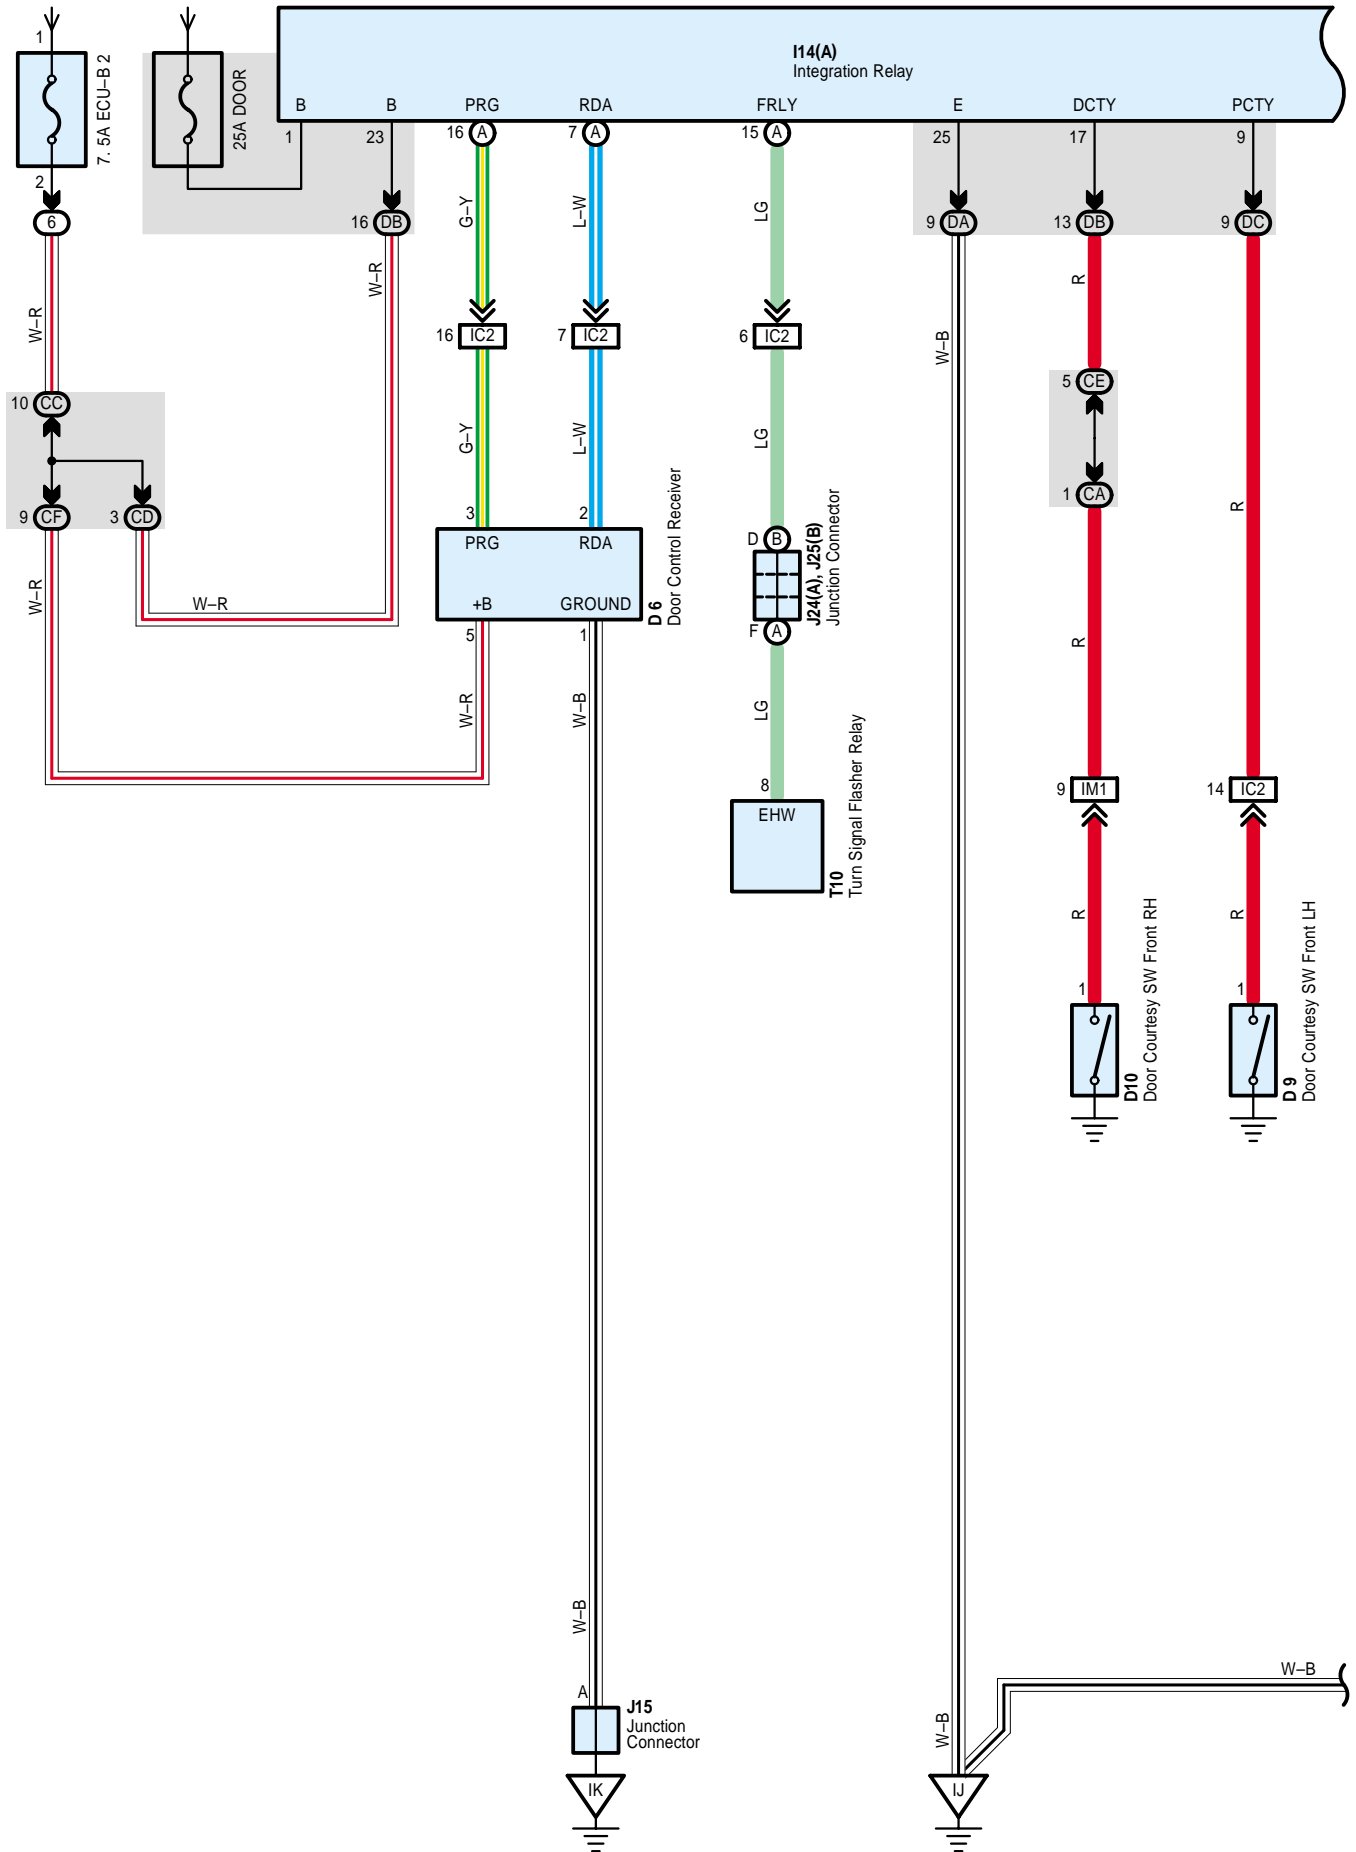 I14(A)
Integration Relay
1
7. 5A ECU–B 2
2
25A DOOR
B
B
PRG
RDA
FRLY
E
DCTY
PCTY
1
23
16 A
7 A
15 A
25
17
9
6
16 DB
9 DA
13 DB
9 DC
G–Y
L–W
LG
W–R
W–R
R
W–B
16 IC2
7 IC2
6 IC2
5 CE
10 CC
G–Y
L–W
LG
1 CA
R
9 CF
3 CD
3
2
PRG
RDA
+B
GROUND
5
1
D 6
Door Control Receiver
D B
J24(A), J25(B)
Junction Connector
F A
W–R
W–R
W–R
W–B
LG
R
8
EHW
T10
Turn Signal Flasher Relay
9 IM1
14 IC2
R
R
1
1
D10
Door Courtesy SW Front RH
D 9
Door Courtesy SW Front LH
W–B
A
J15
Junction
Connector
IK
W–B
W–B
IJ